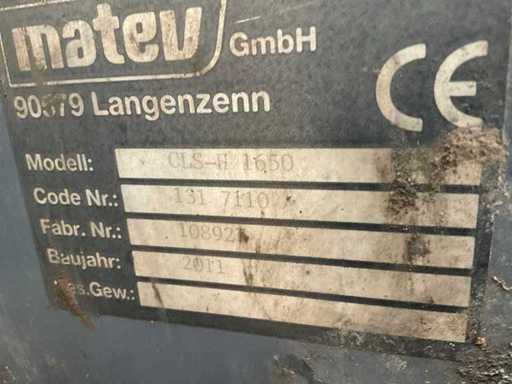 matev GmbH
CE
90579 Langenzenn
Modell: CLS-H 1650
Code Nr.: 131 7110
Fabr. Nr.:
Baujahr: 2011
Ges.Gew.: